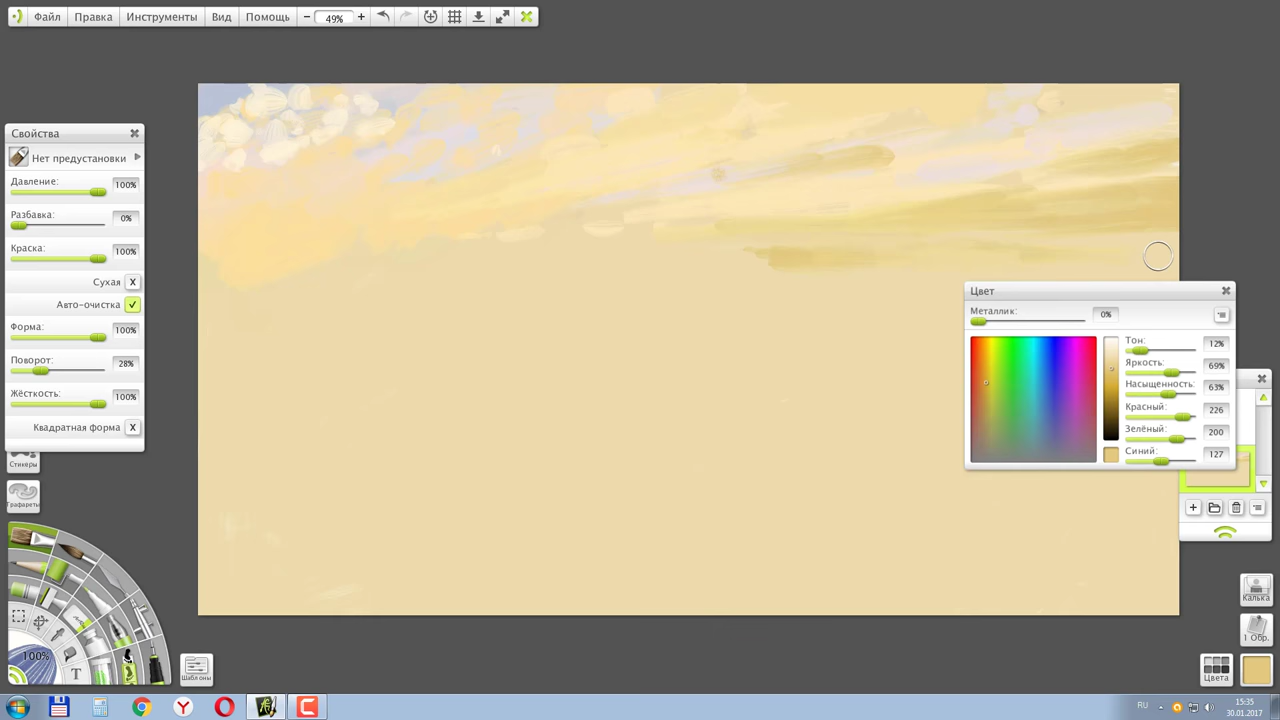 Файл Правка Инструменты Вид Помощь − 49% +
Свойства
Нет предустановки
Давление: 100%
Разбавка: 0%
Краска: 100%
Сухая X
Авто-очистка
Форма: 100%
Поворот: 28%
Жёсткость: 100%
Квадратная форма X
Стикеры
Трафареты
100%
T
Шаблоны
Цвет
Металлик: 0%
Тон: 12%
Яркость: 69%
Насыщенность: 63%
Красный: 226
Зелёный: 200
Синий: 127
Калька
1 Обр.
Цвета
RU
15:35
30.01.2017